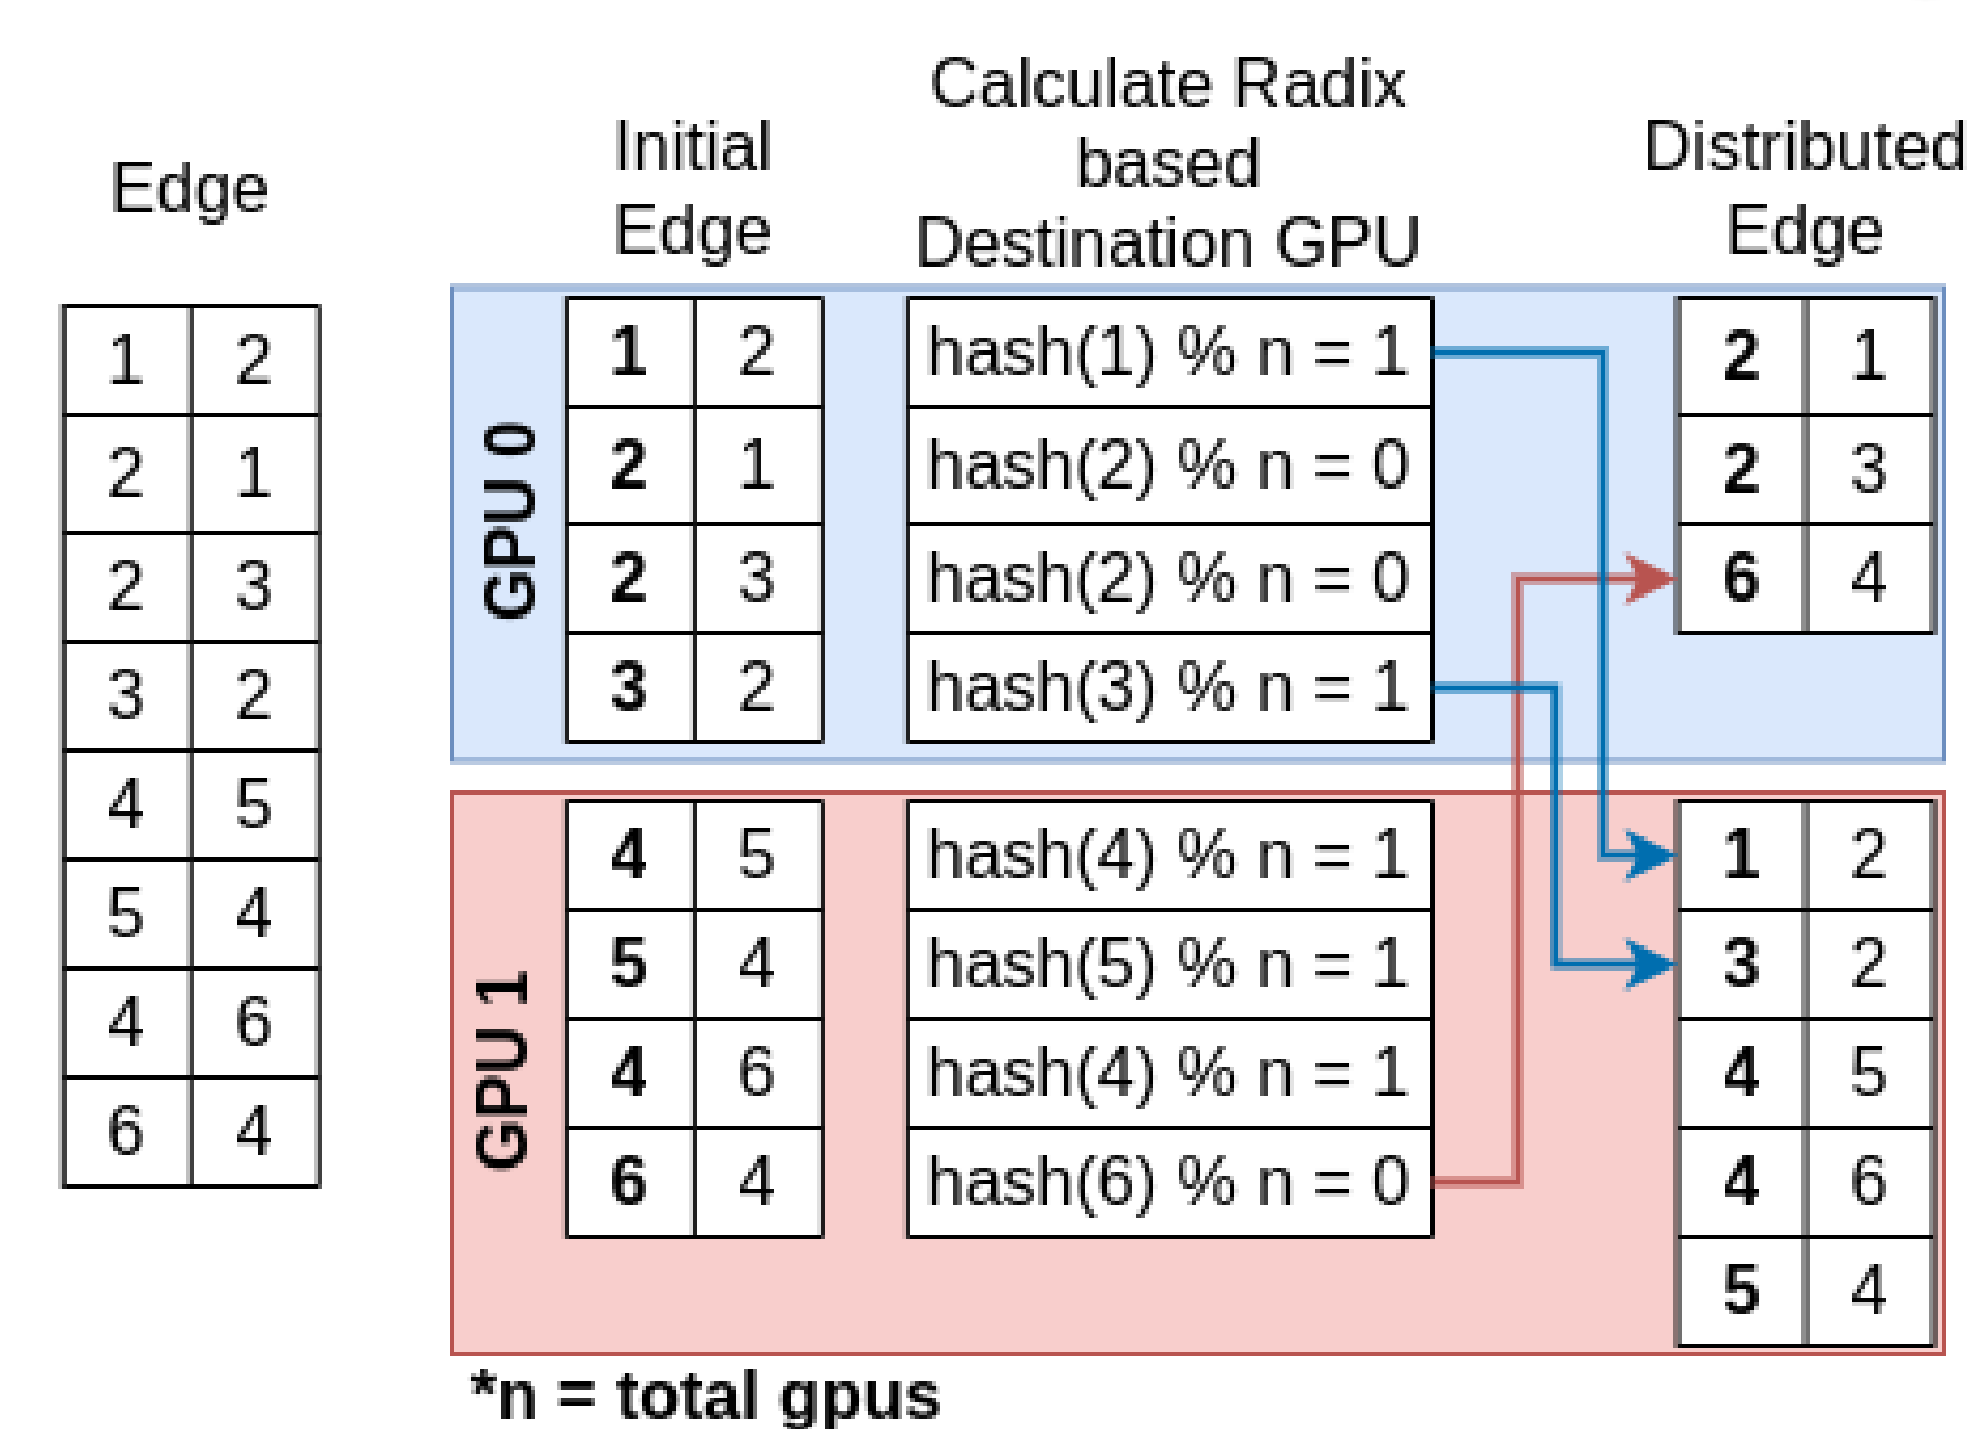 Edge
1 2
2 1
2 3
3 2
4 5
5 4
4 6
6 4
Initial
Edge
Calculate Radix
based
Destination GPU
Distributed
Edge
GPU 0
1 2 hash(1) % n = 1
2 1 hash(2) % n = 0
2 3 hash(2) % n = 0
3 2 hash(3) % n = 1
2 1
2 3
6 4
GPU 1
4 5 hash(4) % n = 1
5 4 hash(5) % n = 1
4 6 hash(4) % n = 1
6 4 hash(6) % n = 0
1 2
3 2
4 5
4 6
5 4
*n = total gpus